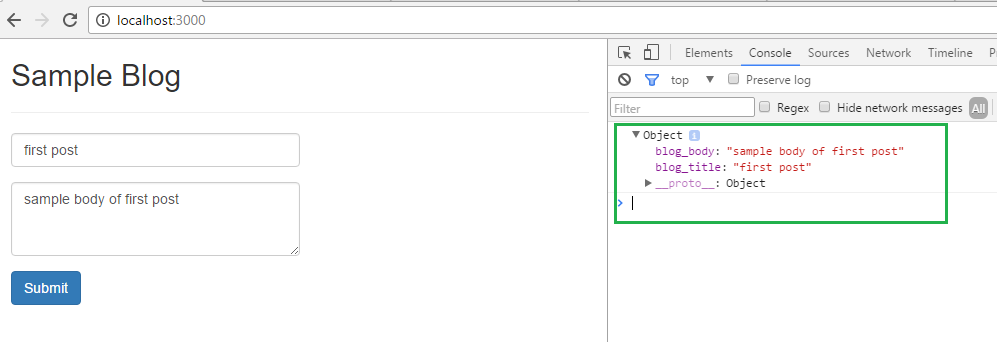 localhost:3000
Sample Blog
first post
sample body of first post
Submit
Elements Console Sources Network Timeline
top ▼ Preserve log
Filter Regex Hide network messages All
▼Object i
blog_body: "sample body of first post"
blog_title: "first post"
▶__proto__: Object
>